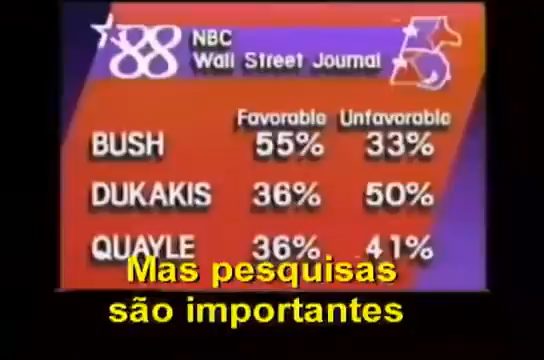 '88 NBC
Wall Street Journal
Favorable Unfavorable
BUSH 55% 33%
DUKAKIS 36% 50%
QUAYLE 36% 41%
Mas pesquisas
são importantes